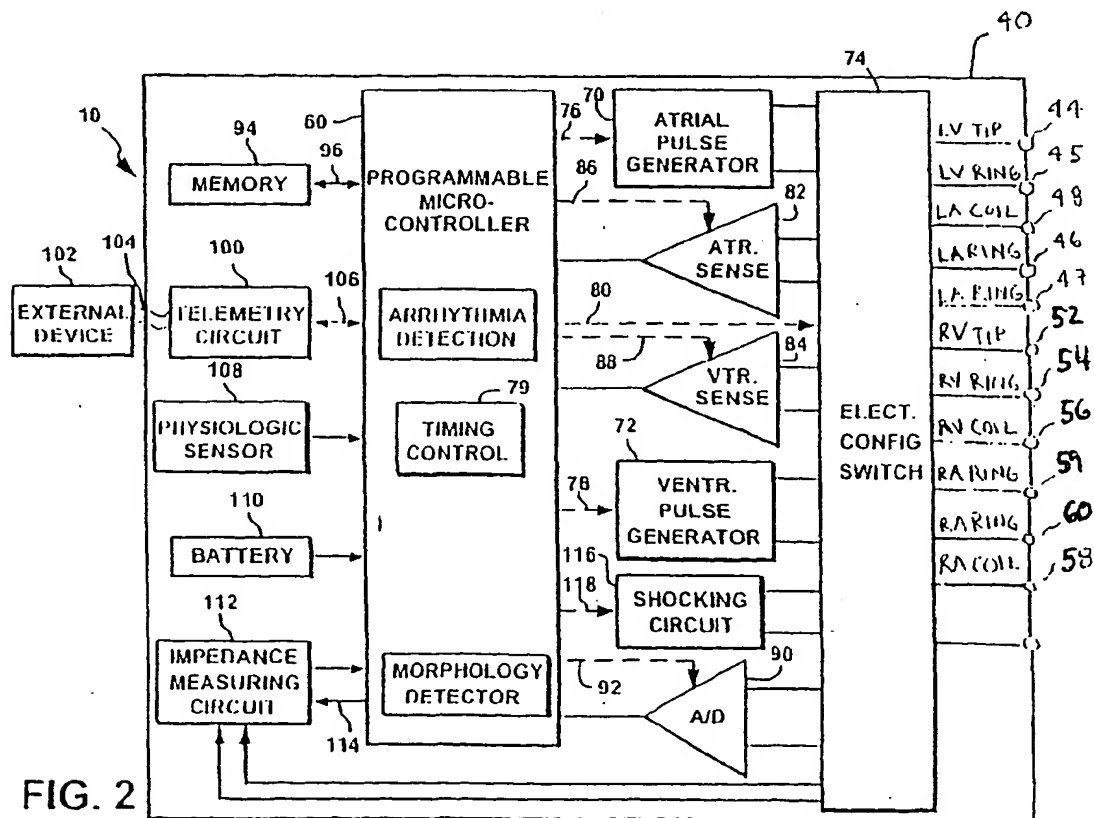 40
74
10
94
MEMORY
96
60
PROGRAMMABLE
MICRO-
CONTROLLER
76
70
ATRIAL
PULSE
GENERATOR
86
82
ATR.
SENSE
LV TIP
44
LV RING
45
LA COIL
48
LA RING
46
LA RING
47
RV TIP
52
RV RING
54
RV COIL
56
RA RING
59
RA RING
60
RA COIL
58
102
EXTERNAL
DEVICE
104
100
TELEMETRY
CIRCUIT
106
ARRHYTHMIA
DETECTION
80
88
84
VTR.
SENSE
ELECT.
CONFIG
SWITCH
108
PHYSIOLOGIC
SENSOR
79
TIMING
CONTROL
72
78
VENTR.
PULSE
GENERATOR
110
BATTERY
116
118
SHOCKING
CIRCUIT
112
IMPEDANCE
MEASURING
CIRCUIT
114
MORPHOLOGY
DETECTOR
92
90
A/D
FIG. 2